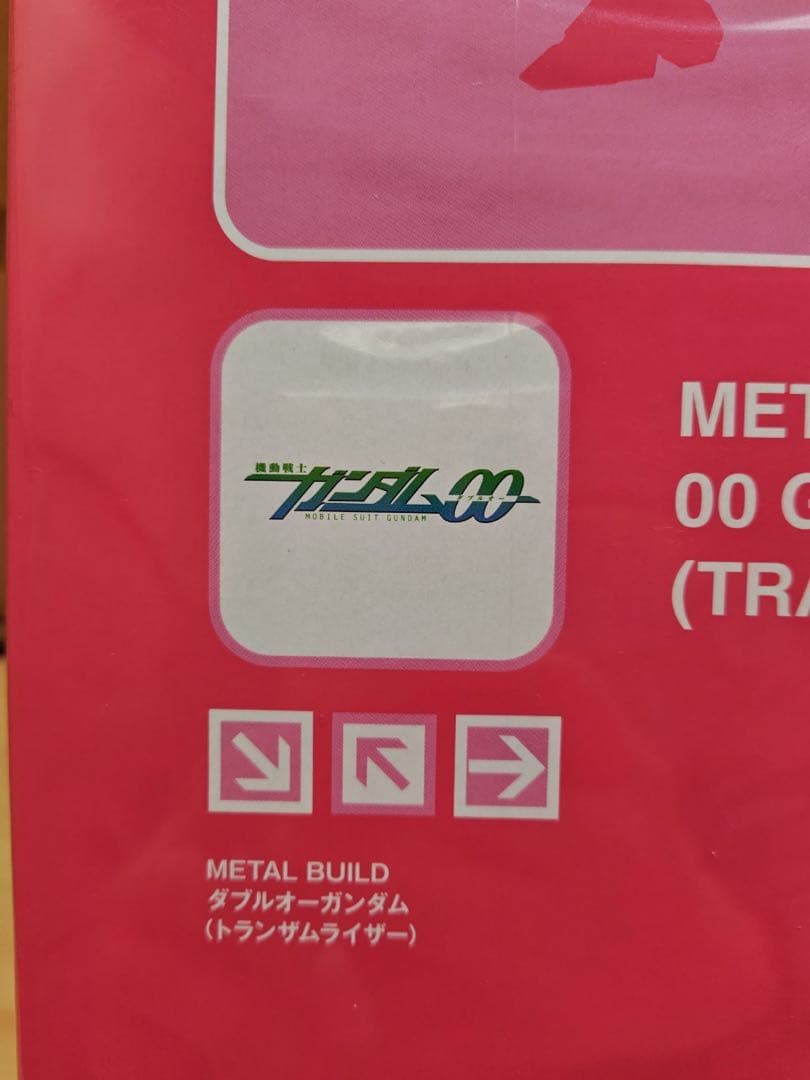 機動戦士
ガンダム00
ダブルオー
MOBILE SUIT GUNDAM
MET
00 G
(TRA
METAL BUILD
ダブルオーガンダム
(トランザムライザー)